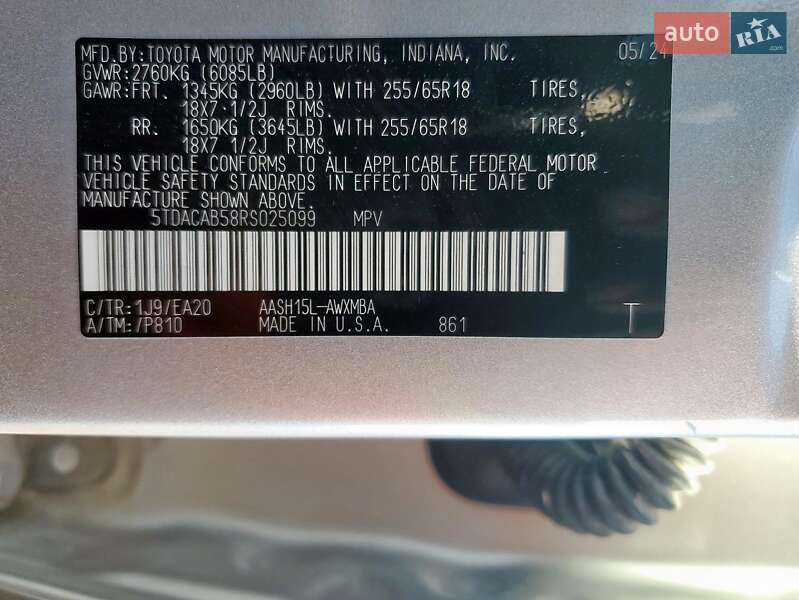 auto RIA
.com
MFD.BY:TOYOTA MOTOR MANUFACTURING, INDIANA, INC. 05/24
GVWR:2760KG (6085LB)
GAWR:FRT. 1345KG (2960LB) WITH 255/65R18 TIRES,
18X7 1/2J RIMS.
RR. 1650KG (3645LB) WITH 255/65R18 TIRES,
18X7 1/2J RIMS.
THIS VEHICLE CONFORMS TO ALL APPLICABLE FEDERAL MOTOR
VEHICLE SAFETY STANDARDS IN EFFECT ON THE DATE OF
MANUFACTURE SHOWN ABOVE.
5TDACAB58RS025099 MPV
C/TR:1J9/EA20 AASH15L-AWXMBA
A/TM:/P810 MADE IN U.S.A. 861 T